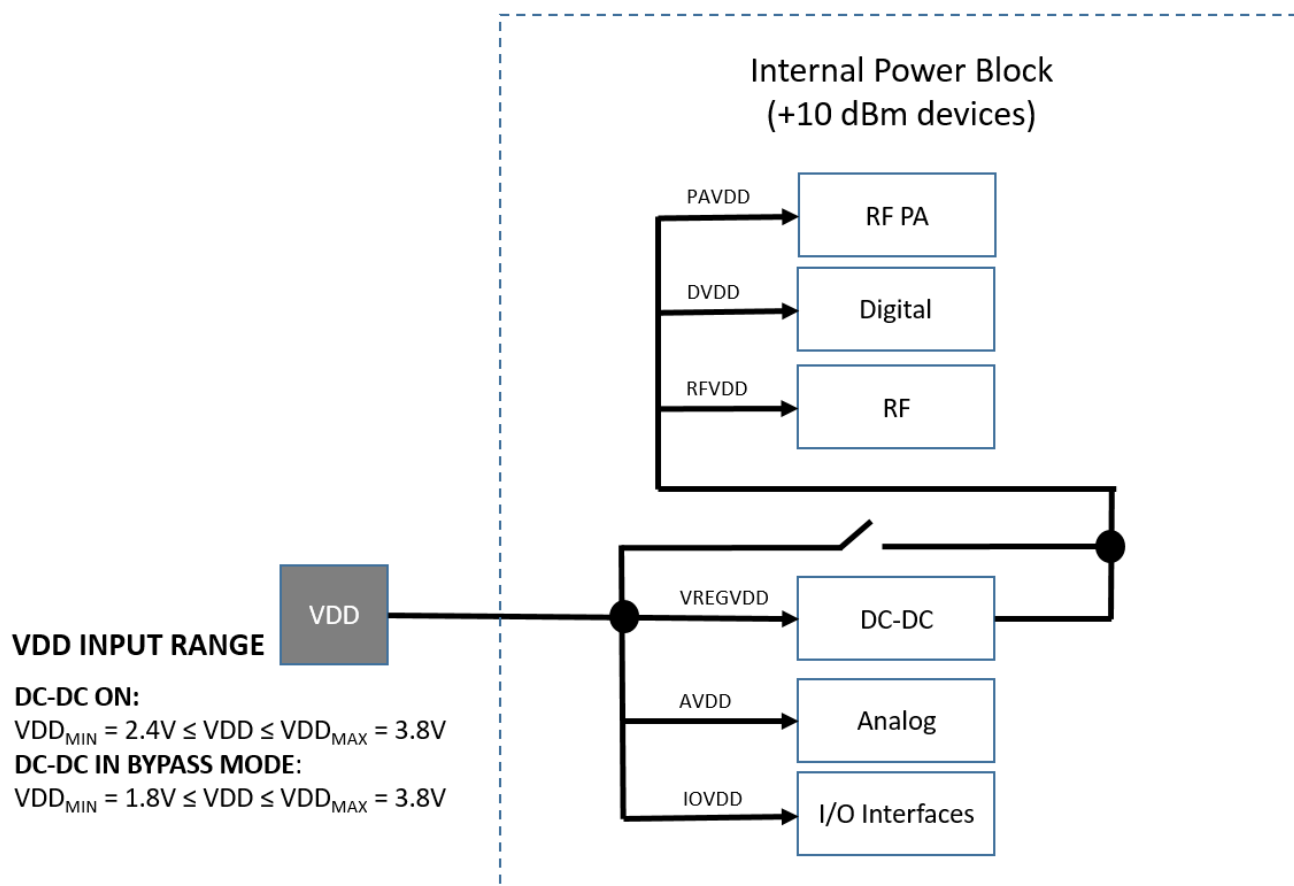 Internal Power Block
(+10 dBm devices)
PAVDD
RF PA
DVDD
Digital
RFVDD
RF
VDD
VREGVDD
DC-DC
VDD INPUT RANGE
DC-DC ON:
VDDMIN = 2.4V ≤ VDD ≤ VDDMAX = 3.8V
DC-DC IN BYPASS MODE:
VDDMIN = 1.8V ≤ VDD ≤ VDDMAX = 3.8V
AVDD
Analog
IOVDD
I/O Interfaces